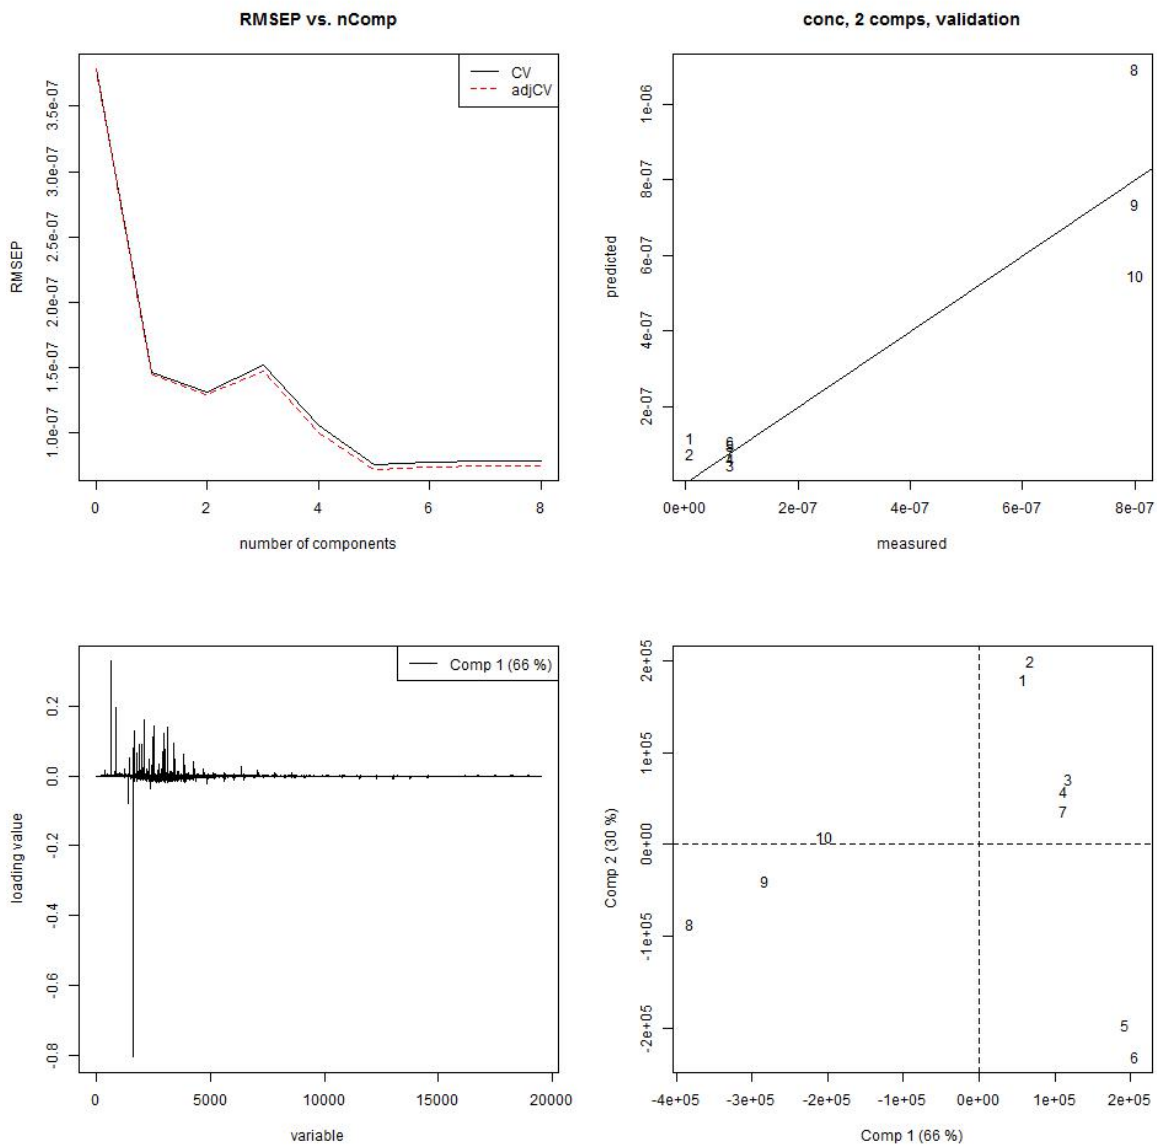 RMSEP vs. nComp
RMSEP
3.5e-07
3.0e-07
2.5e-07
2.0e-07
1.5e-07
1.0e-07
CV
adjCV
0 2 4 6 8
number of components
conc, 2 comps, validation
predicted
1e-06
8e-07
6e-07
4e-07
2e-07
8
9
10
1
2
6
4
3
0e+00 2e-07 4e-07 6e-07 8e-07
measured
loading value
0.2
0.0
-0.2
-0.4
-0.6
-0.8
Comp 1 (66 %)
0 5000 10000 15000 20000
variable
Comp 2 (30 %)
2e+05
1e+05
0e+00
-1e+05
-2e+05
2
1
3
4
7
10
9
8
5
6
-4e+05 -3e+05 -2e+05 -1e+05 0e+00 1e+05 2e+05
Comp 1 (66 %)